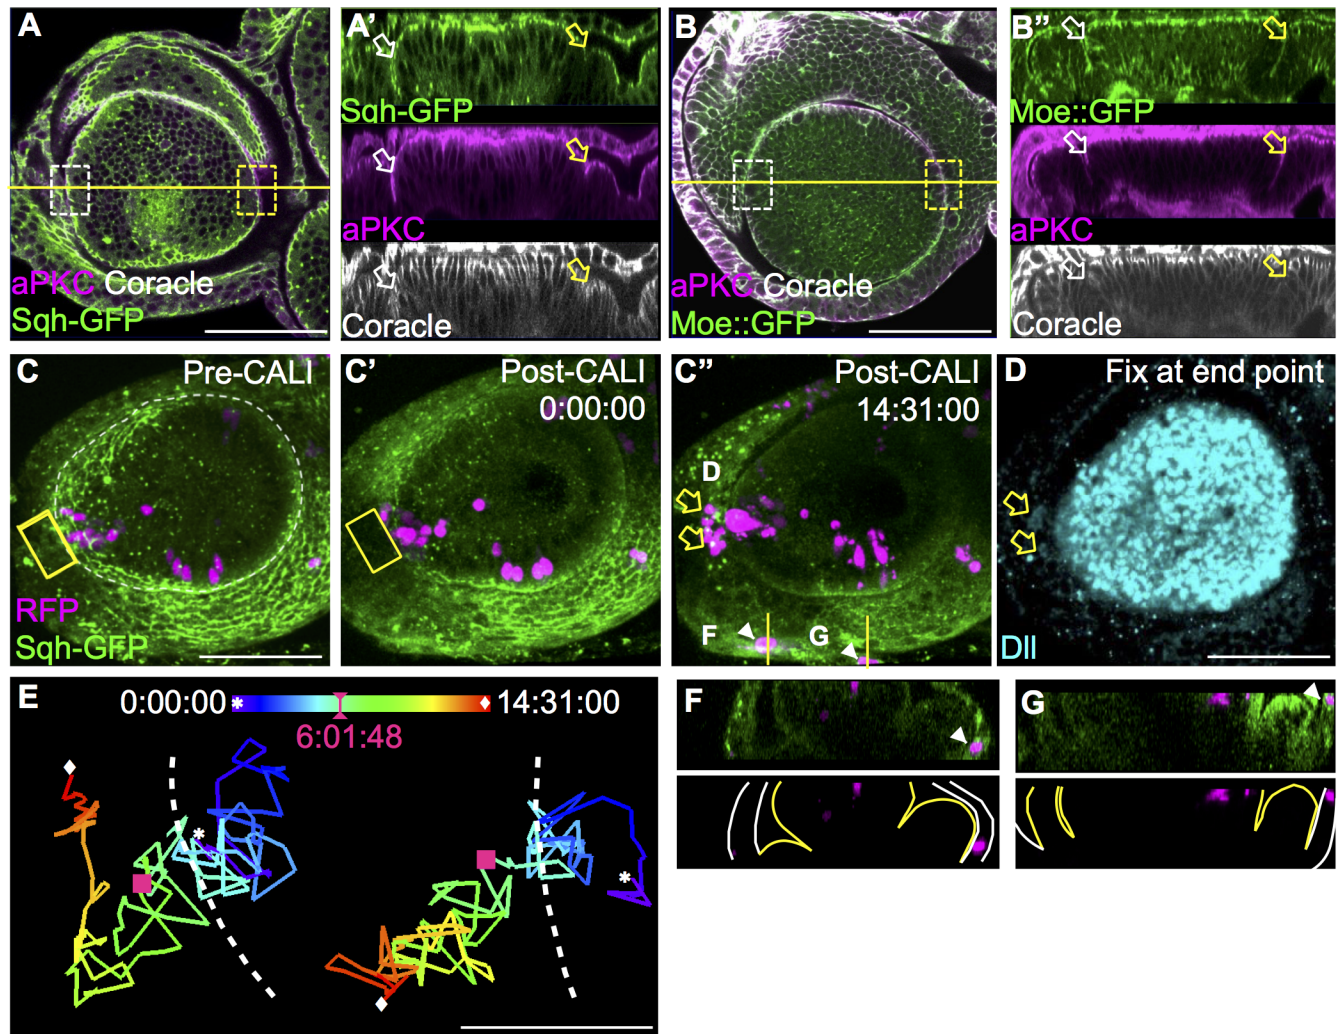 A
aPKC Coracle
Sqh-GFP
A'
Sqh-GFP
aPKC
Coracle
B
aPKC Coracle
Moe::GFP
B"
Moe::GFP
aPKC
Coracle
C
Pre-CALI
RFP
Sqh-GFP
C'
Post-CALI
0:00:00
C"
Post-CALI
14:31:00
D
F
G
D
Fix at end point
Dll
E
0:00:00
14:31:00
6:01:48
F
G